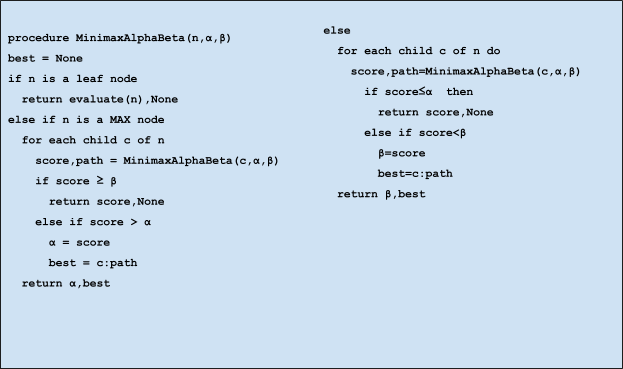 procedure MinimaxAlphaBeta(n,α,β)
best = None
if n is a leaf node
return evaluate(n),None
else if n is a MAX node
for each child c of n
score,path = MinimaxAlphaBeta(c,α,β)
if score ≥ β
return score,None
else if score > α
α = score
best = c:path
return α,best
else
for each child c of n do
score,path=MinimaxAlphaBeta(c,α,β)
if score≤α then
return score,None
else if score<β
β=score
best=c:path
return β,best